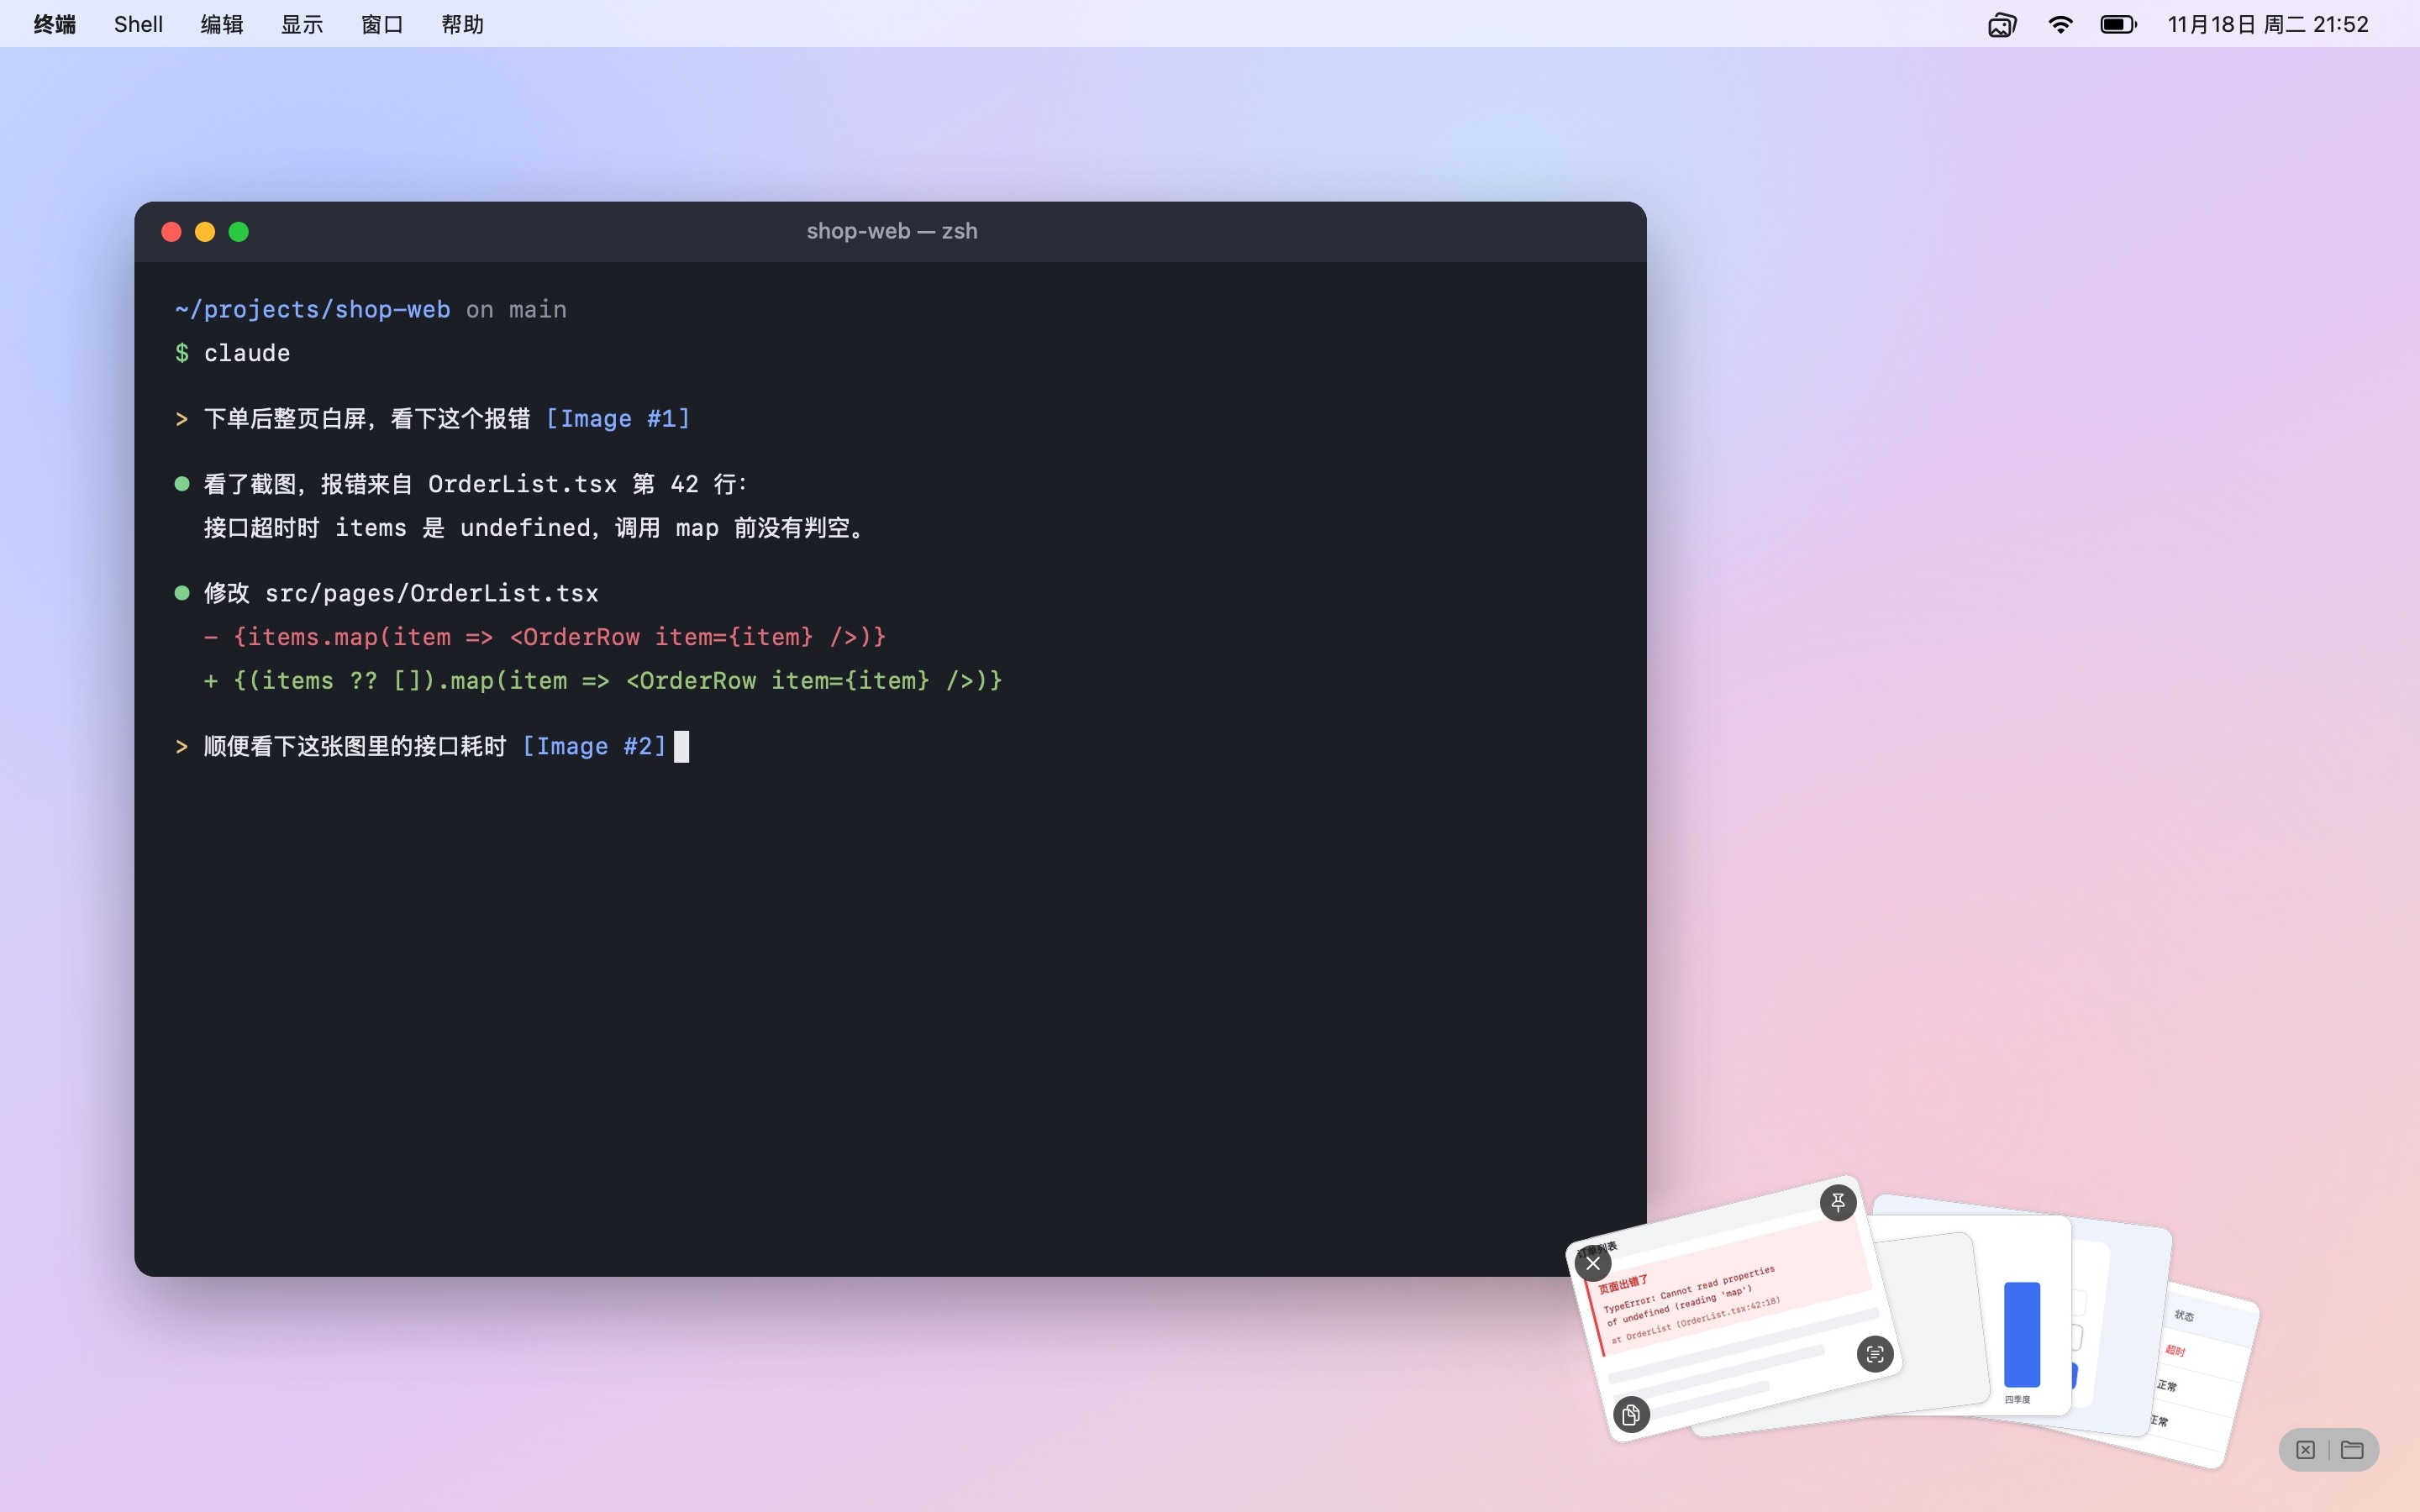 终端 Shell 编辑 显示 窗口 帮助
11月18日 周二 21:52
shop-web — zsh
~/projects/shop-web on main
$ claude
> 下单后整页白屏，看下这个报错 [Image #1]
看了截图，报错来自 OrderList.tsx 第 42 行：
接口超时时 items 是 undefined，调用 map 前没有判空。
修改 src/pages/OrderList.tsx
- {items.map(item => <OrderRow item={item} />)}
+ {(items ?? []).map(item => <OrderRow item={item} />)}
> 顺便看下这张图里的接口耗时 [Image #2]
列表
页面出错了
TypeError: Cannot read properties
of undefined (reading 'map')
at OrderList (OrderList.tsx:42:18)
四季度
状态
超时
正常
正常